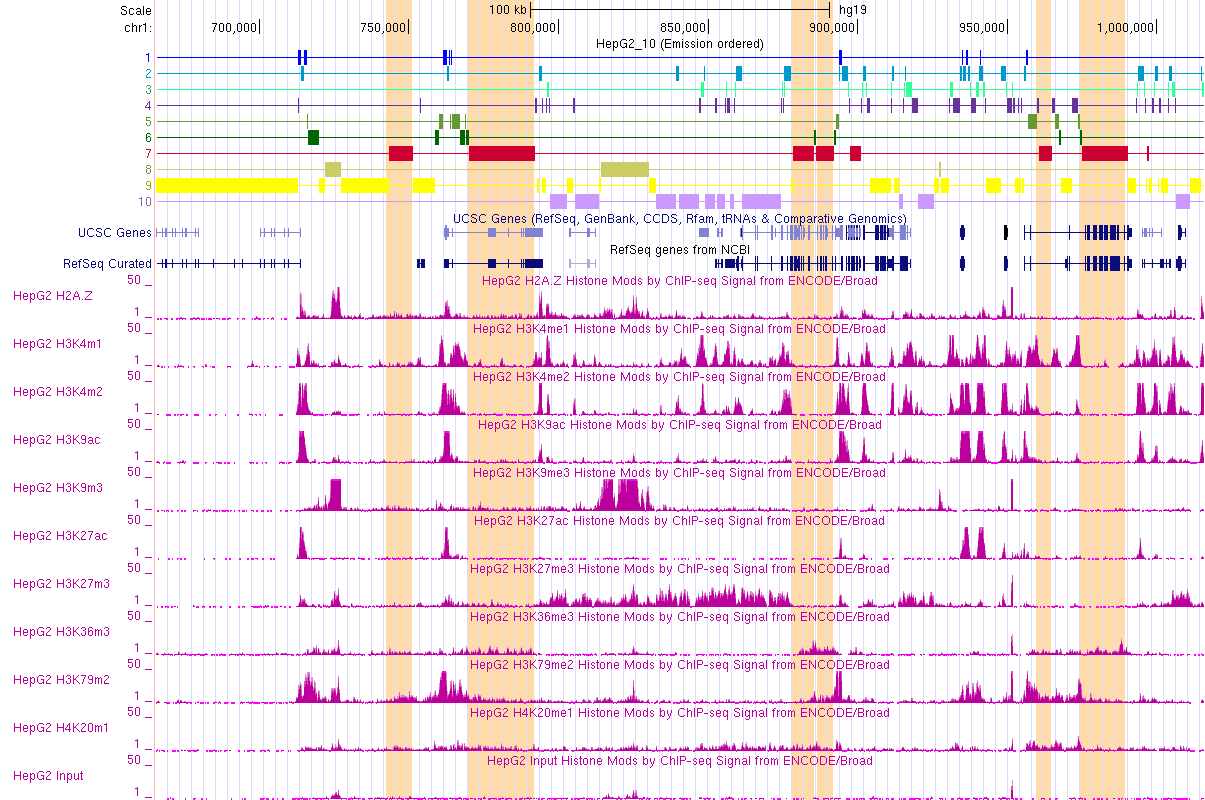 Scale 100 kb hg19
chr1: 700,000 750,000 800,000 850,000 900,000 950,000 1,000,000
HepG2_10 (Emission ordered)
1
2
3
4
5
6
7
8
9
10
UCSC Genes (RefSeq, GenBank, CCDS, Rfam, tRNAs & Comparative Genomics)
UCSC Genes
RefSeq genes from NCBI
RefSeq Curated
HepG2 H2A.Z Histone Mods by ChIP-seq Signal from ENCODE/Broad
50
HepG2 H2A.Z
1
HepG2 H3K4me1 Histone Mods by ChIP-seq Signal from ENCODE/Broad
50
HepG2 H3K4m1
1
HepG2 H3K4me2 Histone Mods by ChIP-seq Signal from ENCODE/Broad
50
HepG2 H3K4m2
1
HepG2 H3K9ac Histone Mods by ChIP-seq Signal from ENCODE/Broad
50
HepG2 H3K9ac
1
HepG2 H3K9me3 Histone Mods by ChIP-seq Signal from ENCODE/Broad
50
HepG2 H3K9m3
1
HepG2 H3K27ac Histone Mods by ChIP-seq Signal from ENCODE/Broad
50
HepG2 H3K27ac
1
HepG2 H3K27me3 Histone Mods by ChIP-seq Signal from ENCODE/Broad
50
HepG2 H3K27m3
1
HepG2 H3K36me3 Histone Mods by ChIP-seq Signal from ENCODE/Broad
50
HepG2 H3K36m3
1
HepG2 H3K79me2 Histone Mods by ChIP-seq Signal from ENCODE/Broad
50
HepG2 H3K79m2
1
HepG2 H4K20me1 Histone Mods by ChIP-seq Signal from ENCODE/Broad
50
HepG2 H4K20m1
1
HepG2 Input Histone Mods by ChIP-seq Signal from ENCODE/Broad
50
HepG2 Input
1